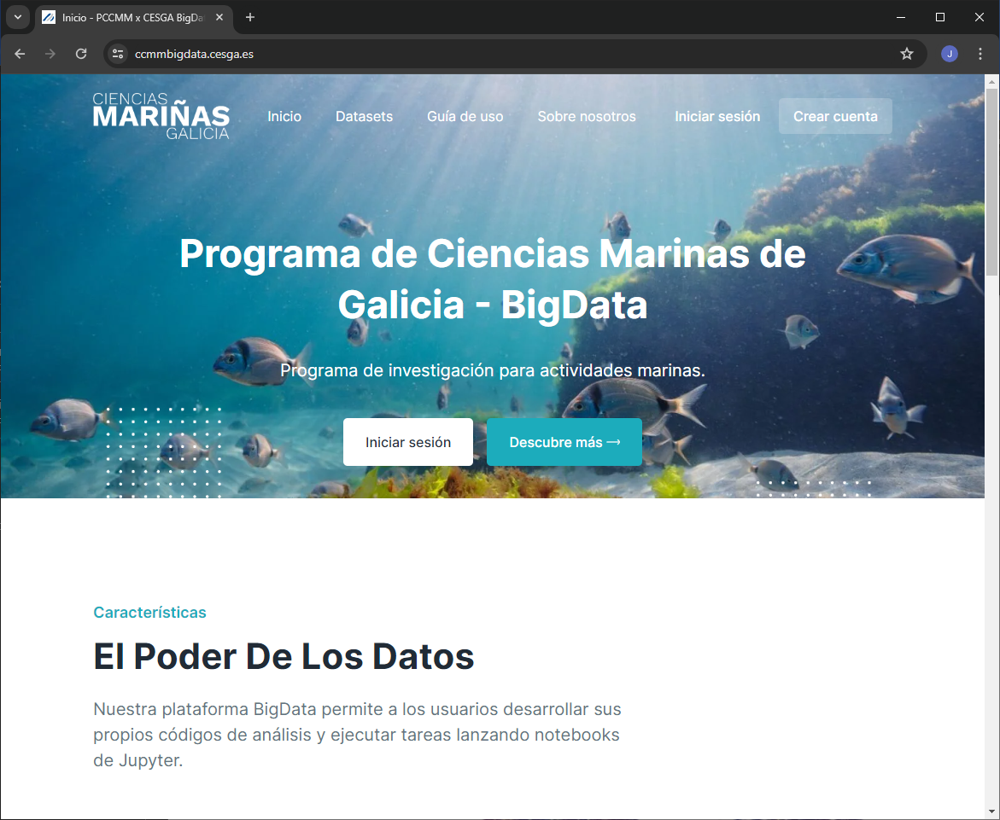 Inicio - PCCMM x CESGA BigDa
ccmmbigdata.cesga.es
J
CIENCIAS
MARIÑAS
GALICIA
Inicio
Datasets
Guía de uso
Sobre nosotros
Iniciar sesión
Crear cuenta
Programa de Ciencias Marinas de
Galicia - BigData
Programa de investigación para actividades marinas.
Iniciar sesión
Descubre más →
Características
El Poder De Los Datos
Nuestra plataforma BigData permite a los usuarios desarrollar sus
propios códigos de análisis y ejecutar tareas lanzando notebooks
de Jupyter.